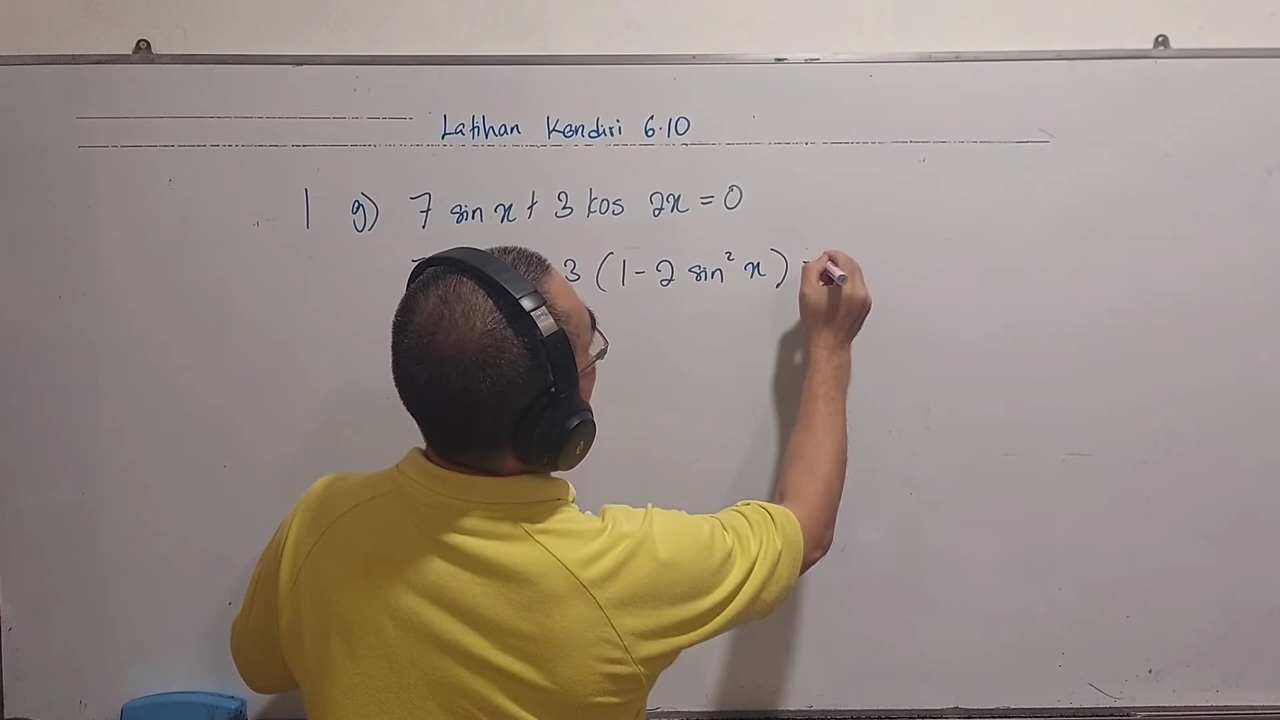 Latihan Kendiri 6.10
1 g) 7 sin x + 3 kos 2x = 0
3 (1 - 2 sin² x)